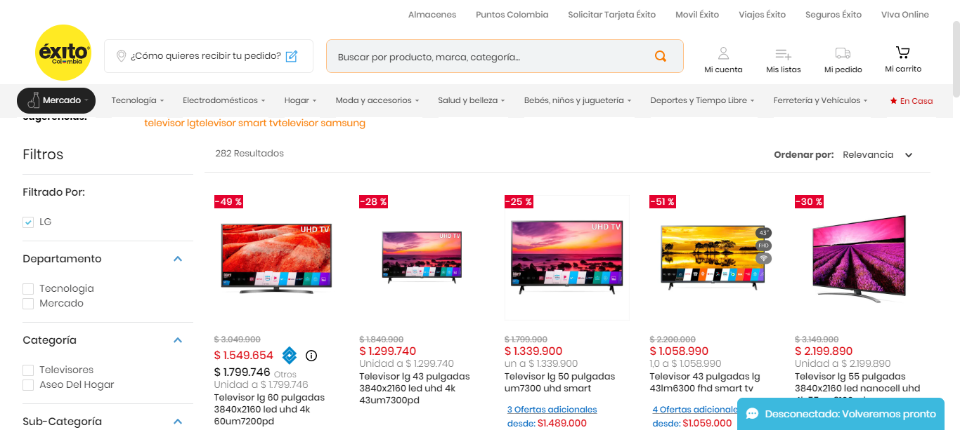 Almacenes Puntos Colombia Solicitar Tarjeta Éxito Movil Éxito Viajes Éxito Seguros Éxito VIva Online
éxito
Colombia
¿Cómo quieres recibir tu pedido?
Buscar por producto, marca, categoría...
Mi cuenta Mis listas Mi pedido Mi carrito
Mercado Tecnología Electrodomésticos Hogar Moda y accesorios Salud y belleza Bebés, niños y juguetería Deportes y Tiempo Libre Ferretería y Vehículos En Casa
televisor lgtelevisor smart tvtelevisor samsung
Filtros
282 Resultados
Ordenar por: Relevancia
Filtrado Por:
LG
Departamento
Tecnologia
Mercado
Categoría
Televisores
Aseo Del Hogar
Sub-Categoría
-49 %
UHD TV
$ 3.049.900
$ 1.549.654
$ 1.799.746 Otros
Unidad a $ 1.799.746
Televisor lg 60 pulgadas
3840x2160 led uhd 4k
60um7200pd
-28 %
UHD TV
$ 1.849.900
$ 1.299.740
Unidad a $ 1.299.740
Televisor lg 43 pulgadas
3840x2160 led uhd 4k
43um7300pd
-25 %
UHD TV
$ 1.799.900
$ 1.339.900
un a $ 1.339.900
Televisor lg 50 pulgadas
um7300 uhd smart
3 Ofertas adicionales
desde: $1.489.000
-51 %
43"
FHD
$ 2.200.000
$ 1.058.990
1.0 a $ 1.058.990
Televisor 43 pulgadas lg
43lm6300 fhd smart tv
4 Ofertas adicionale
desde: $1.059.000
-30 %
$ 3.149.900
$ 2.199.890
Unidad a $ 2.199.890
Televisor lg 55 pulgadas
3840x2160 led nanocell uhd
Desconectado: Volveremos pronto